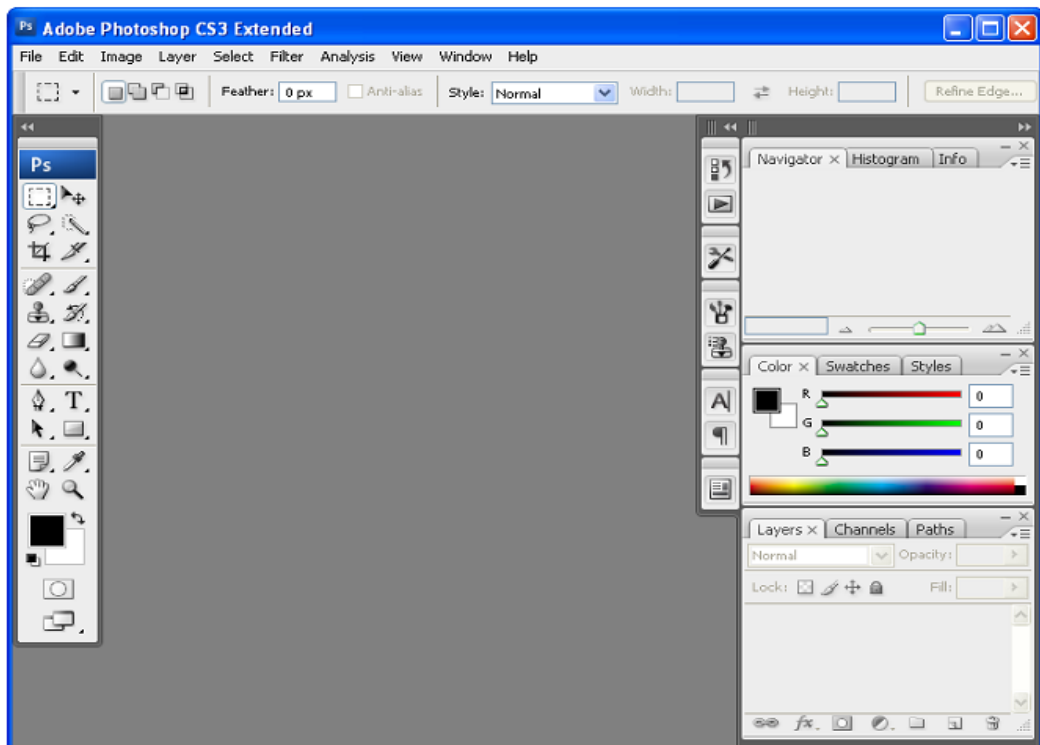 Ps Adobe Photoshop CS3 Extended
File Edit Image Layer Select Filter Analysis View Window Help
Feather: 0 px Anti-alias Style: Normal Width: Height: Refine Edge...
Ps
T
A
Navigator Histogram Info
Color Swatches Styles
R 0
G 0
B 0
Layers Channels Paths
Normal Opacity:
Lock: Fill:
fx.